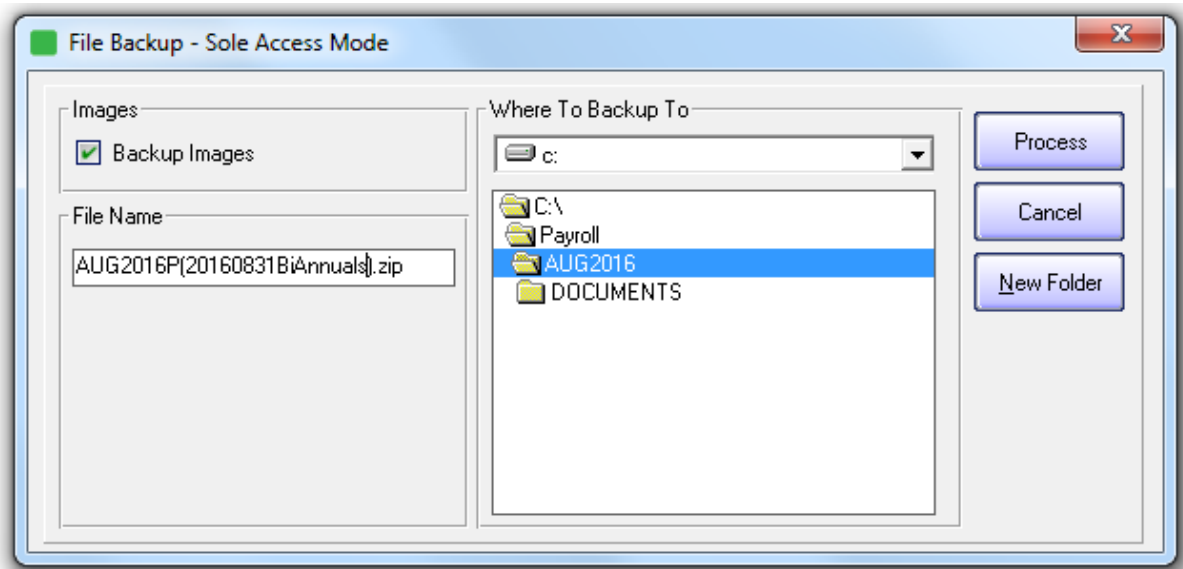 File Backup - Sole Access Mode
Images
Backup Images
File Name
AUG2016P(20160831BiAnnuals).zip
Where To Backup To
c:
C:\
Payroll
AUG2016
DOCUMENTS
Process
Cancel
New Folder